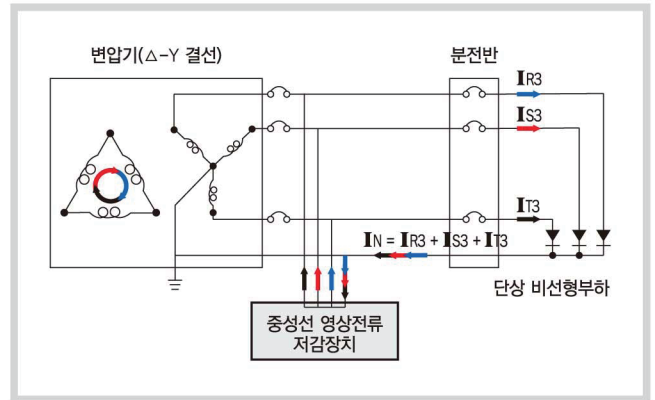 변압기(△-Y 결선)
분전반
IR3
IS3
IT3
IN = IR3 + IS3 + IT3
단상 비선형부하
중성선 영상전류
저감장치